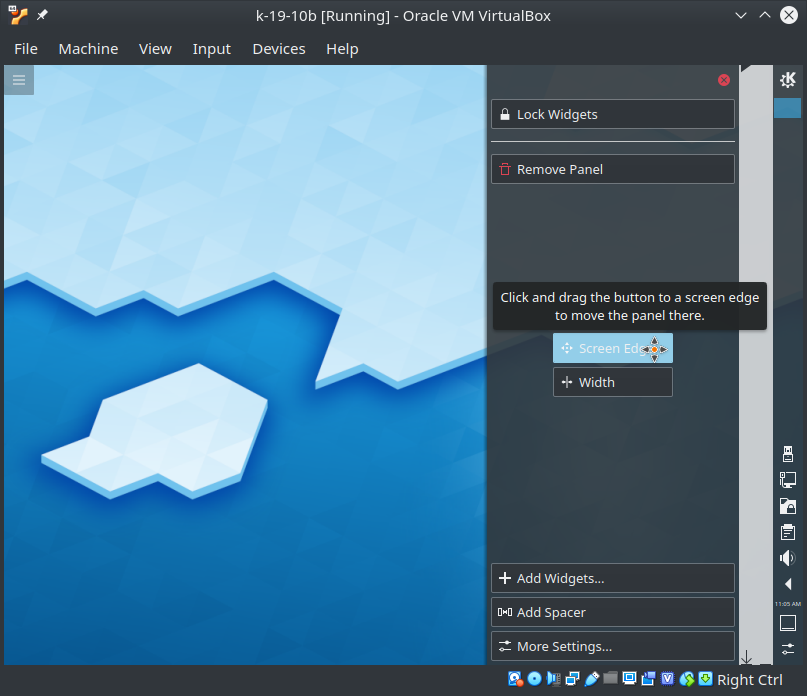 k-19-10b [Running] - Oracle VM VirtualBox
File Machine View Input Devices Help
Lock Widgets
Remove Panel
Click and drag the button to a screen edge
to move the panel there.
Screen Edg
Width
11:05 AM
Add Widgets...
Add Spacer
More Settings...
Right Ctrl